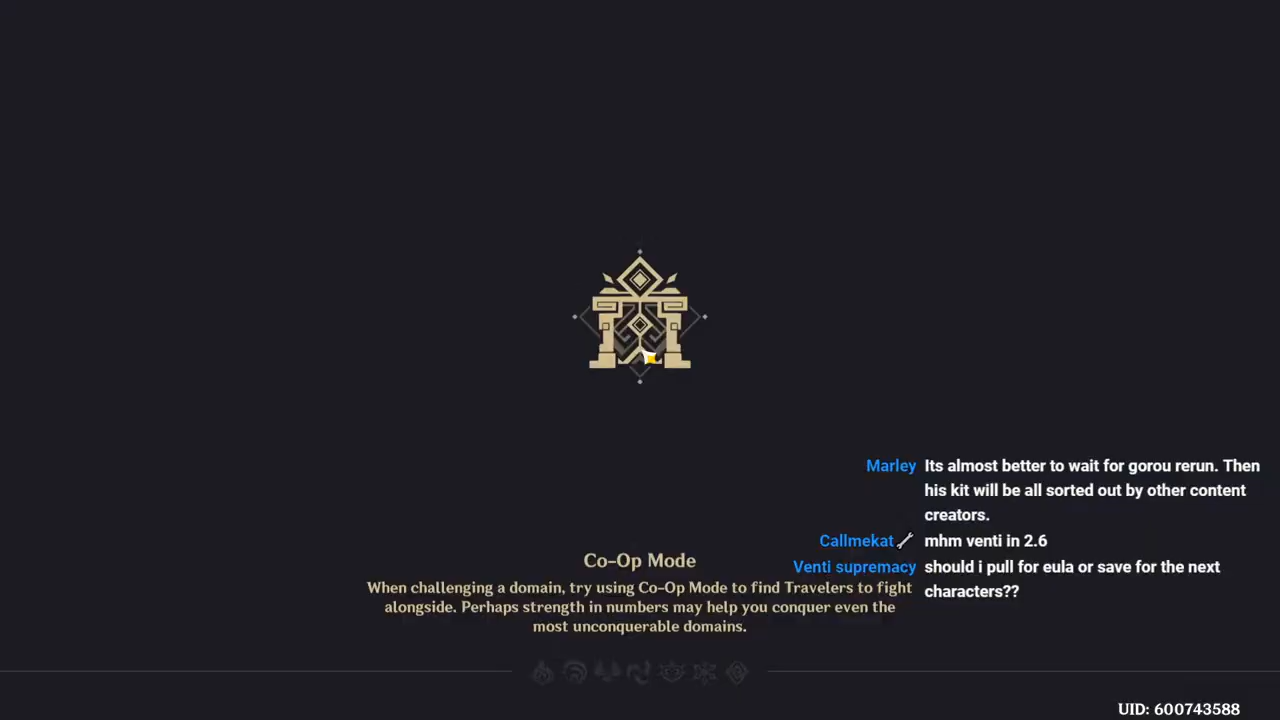 Marley Its almost better to wait for gorou rerun. Then
his kit will be all sorted out by other content
creators.
Callmekat mhm venti in 2.6
Venti supremacy should i pull for eula or save for the next
characters??
Co-Op Mode
When challenging a domain, try using Co-Op Mode to find Travelers to fight
alongside. Perhaps strength in numbers may help you conquer even the
most unconquerable domains.
UID: 600743588